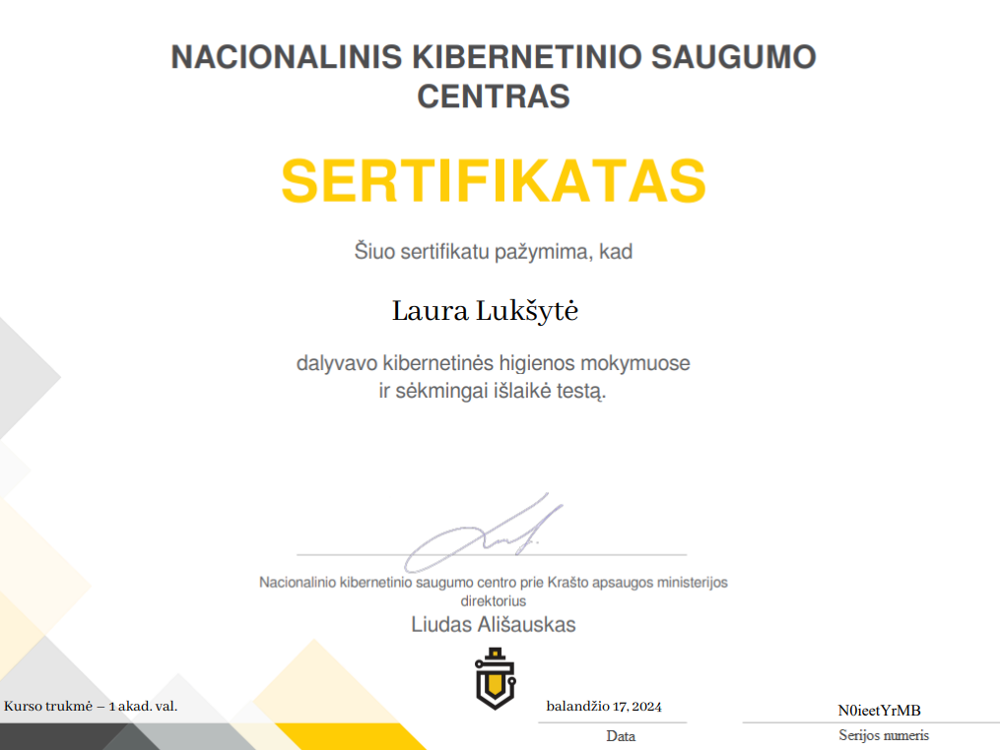 NACIONALINIS KIBERNETINIO SAUGUMO
CENTRAS
SERTIFIKATAS
Šiuo sertifikatu pažymima, kad
Laura Lukšytė
dalyvavo kibernetinės higienos mokymuose
ir sėkmingai išlaikė testą.
Nacionalinio kibernetinio saugumo centro prie Krašto apsaugos ministerijos
direktorius
Liudas Ališauskas
Kurso trukmė – 1 akad. val.
balandžio 17, 2024
Data
N0ieetYrMB
Serijos numeris